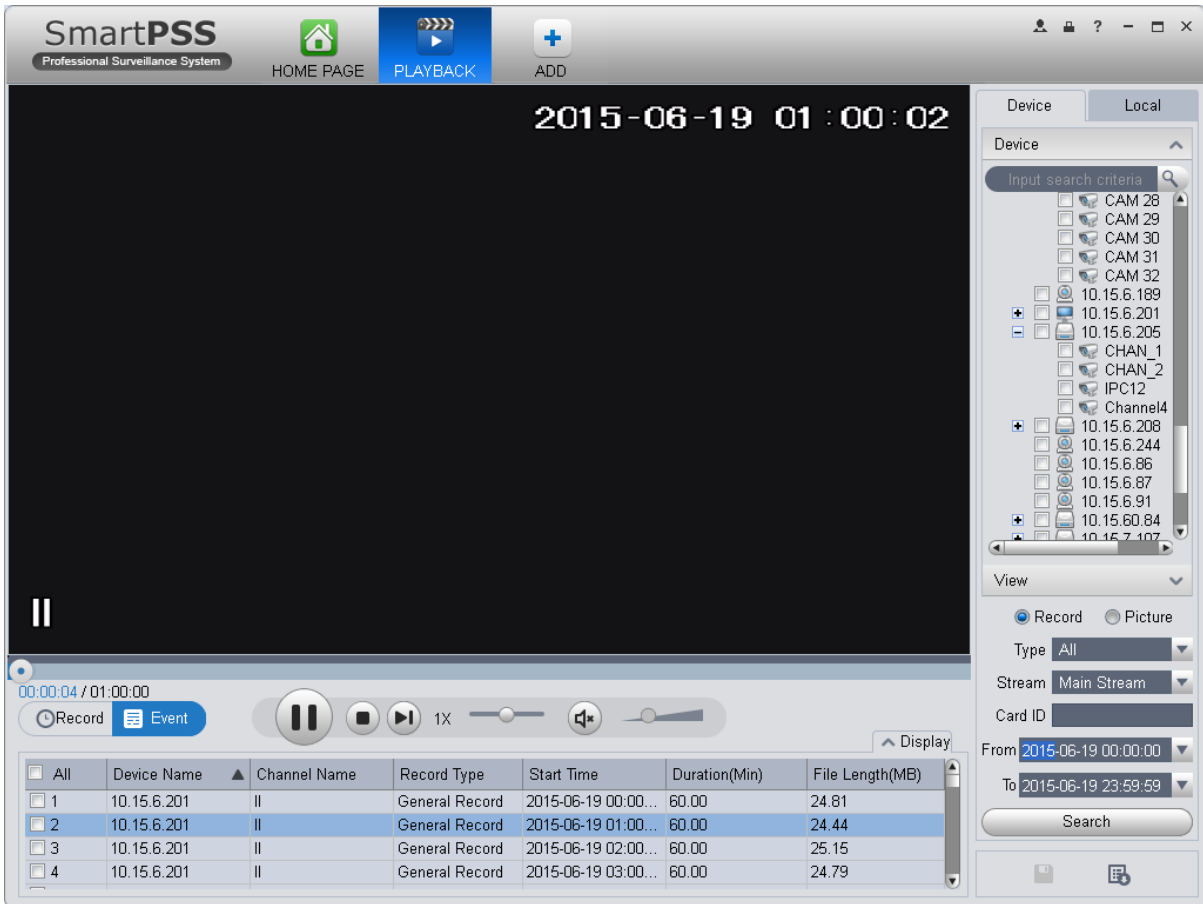 SmartPSS
Professional Surveillance System
HOME PAGE
PLAYBACK
ADD
?
2015-06-19 01:00:02
00:00:04 / 01:00:00
Record
Event
1X
Display
All Device Name Channel Name Record Type Start Time Duration(Min) File Length(MB)
1 10.15.6.201 II General Record 2015-06-19 00:00... 60.00 24.81
2 10.15.6.201 II General Record 2015-06-19 01:00... 60.00 24.44
3 10.15.6.201 II General Record 2015-06-19 02:00... 60.00 25.15
4 10.15.6.201 II General Record 2015-06-19 03:00... 60.00 24.79
Device Local
Device
Input search criteria
CAM 28
CAM 29
CAM 30
CAM 31
CAM 32
10.15.6.189
10.15.6.201
10.15.6.205
CHAN_1
CHAN_2
IPC12
Channel4
10.15.6.208
10.15.6.244
10.15.6.86
10.15.6.87
10.15.6.91
10.15.60.84
10.15.7.107
View
Record Picture
Type All
Stream Main Stream
Card ID
From 2015-06-19 00:00:00
To 2015-06-19 23:59:59
Search